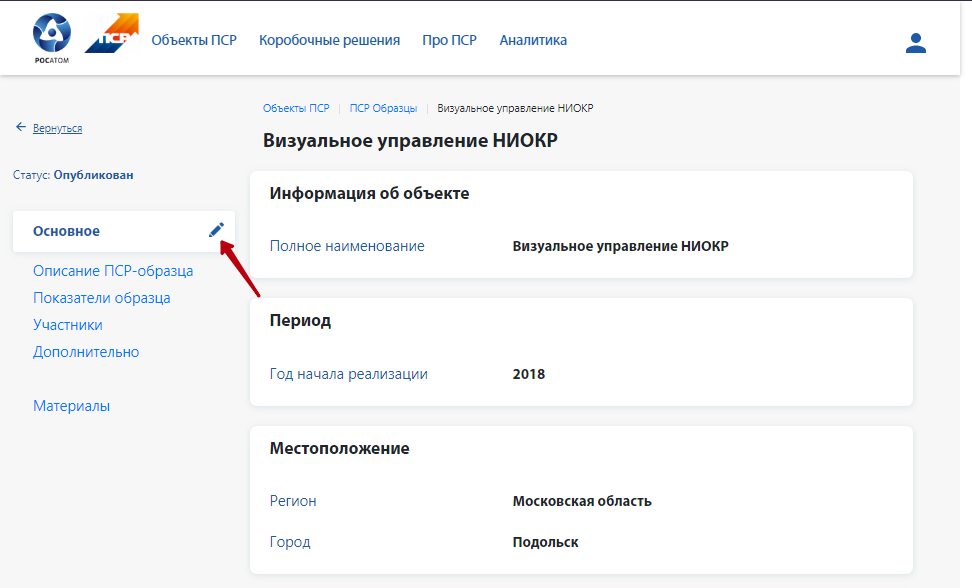 РОСАТОМ
ПСР
Объекты ПСР Коробочные решения Про ПСР Аналитика
Объекты ПСР | ПСР Образцы | Визуальное управление НИОКР
Вернуться
Визуальное управление НИОКР
Статус: Опубликован
Основное
Описание ПСР-образца
Показатели образца
Участники
Дополнительно
Материалы
Информация об объекте
Полное наименование Визуальное управление НИОКР
Период
Год начала реализации 2018
Местоположение
Регион Московская область
Город Подольск